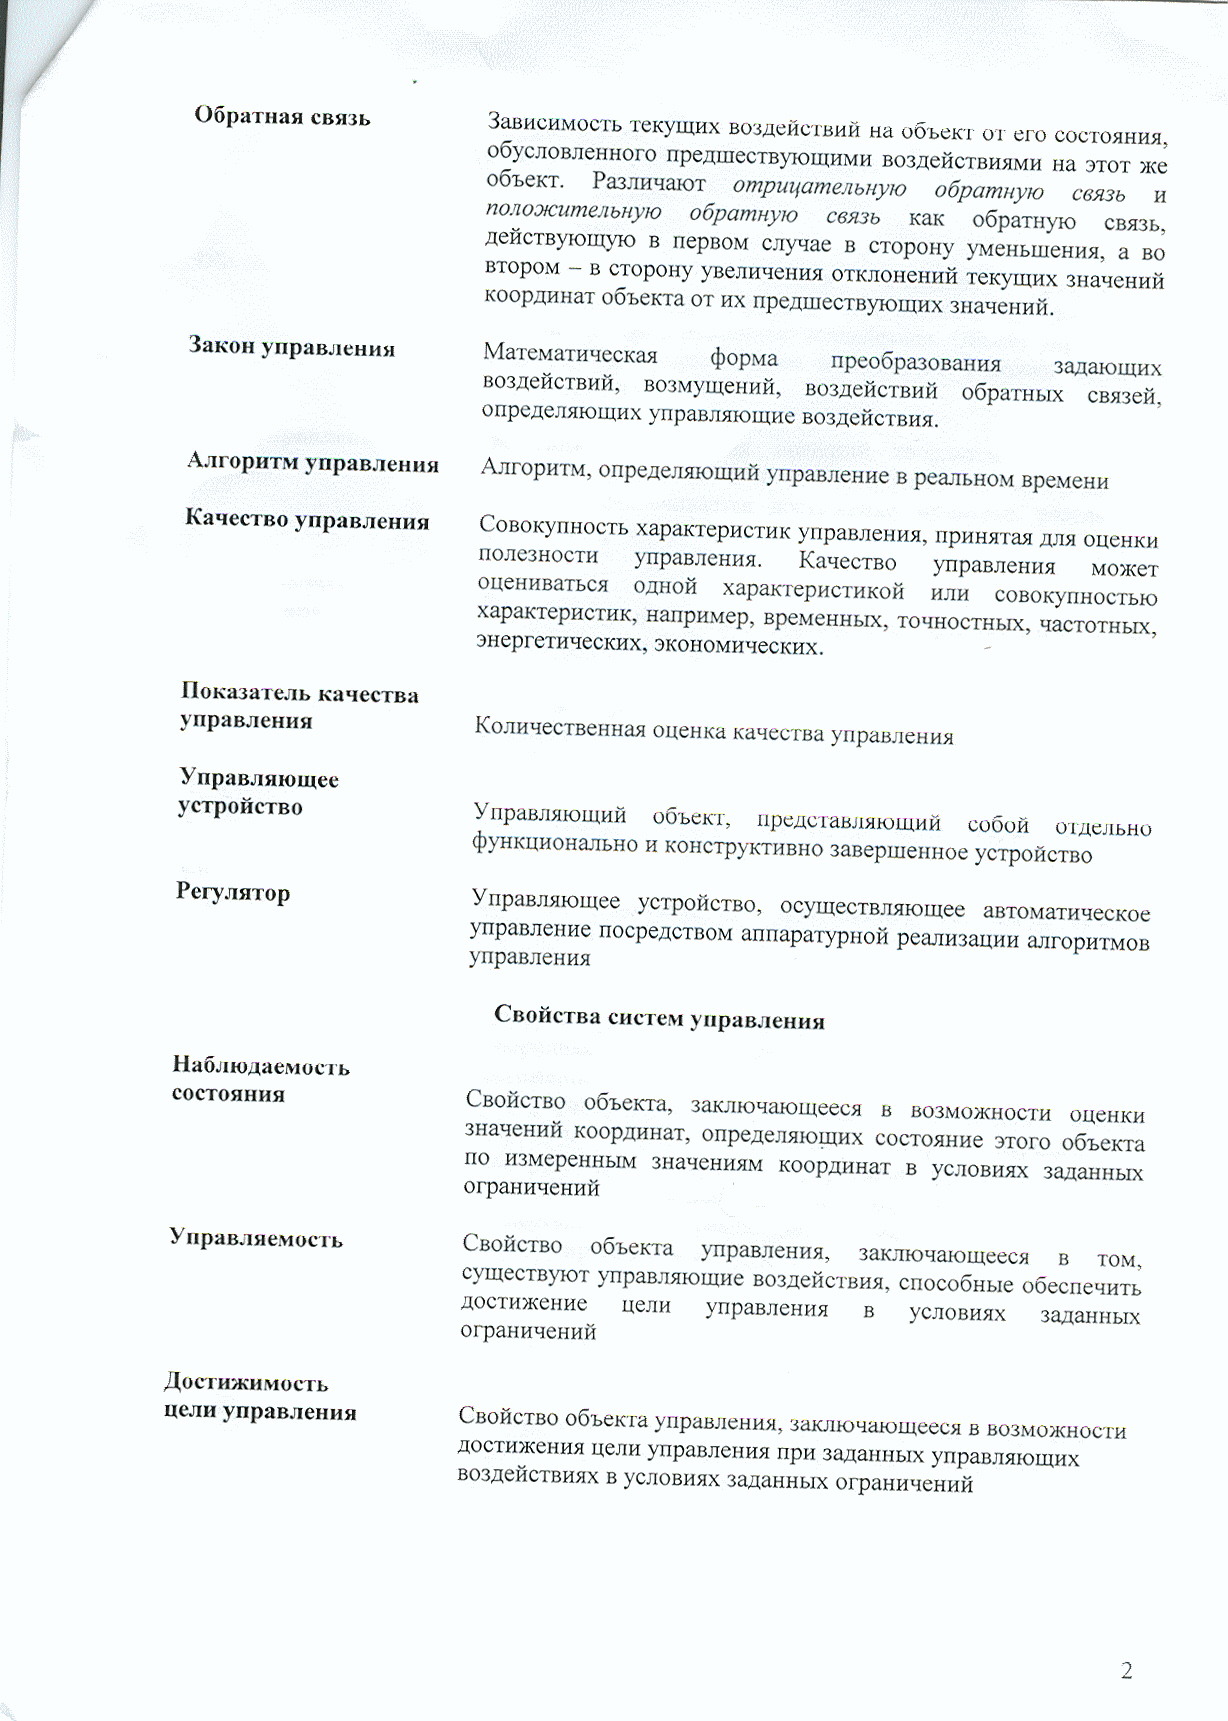 Обратная связь
Зависимость текущих воздействий на объект от его состояния,
обусловленного предшествующими воздействиями на этот же
объект. Различают отрицательную обратную связь и
положительную обратную связь как обратную связь,
действующую в первом случае в сторону уменьшения, а во
втором – в сторону увеличения отклонений текущих значений
координат объекта от их предшествующих значений.
Закон управления
Математическая форма преобразования задающих
воздействий, возмущений, воздействий обратных связей,
определяющих управляющие воздействия.
Алгоритм управления
Алгоритм, определяющий управление в реальном времени
Качество управления
Совокупность характеристик управления, принятая для оценки
полезности управления. Качество управления может
оцениваться одной характеристикой или совокупностью
характеристик, например, временных, точностных, частотных,
энергетических, экономических.
Показатель качества
управления
Количественная оценка качества управления
Управляющее
устройство
Управляющий объект, представляющий собой отдельно
функционально и конструктивно завершенное устройство
Регулятор
Управляющее устройство, осуществляющее автоматическое
управление посредством аппаратурной реализации алгоритмов
управления
Свойства систем управления
Наблюдаемость
состояния
Свойство объекта, заключающееся в возможности оценки
значений координат, определяющих состояние этого объекта
по измеренным значениям координат в условиях заданных
ограничений
Управляемость
Свойство объекта управления, заключающееся в том,
существуют управляющие воздействия, способные обеспечить
достижение цели управления в условиях заданных
ограничений
Достижимость
цели управления
Свойство объекта управления, заключающееся в возможности
достижения цели управления при заданных управляющих
воздействиях в условиях заданных ограничений
2